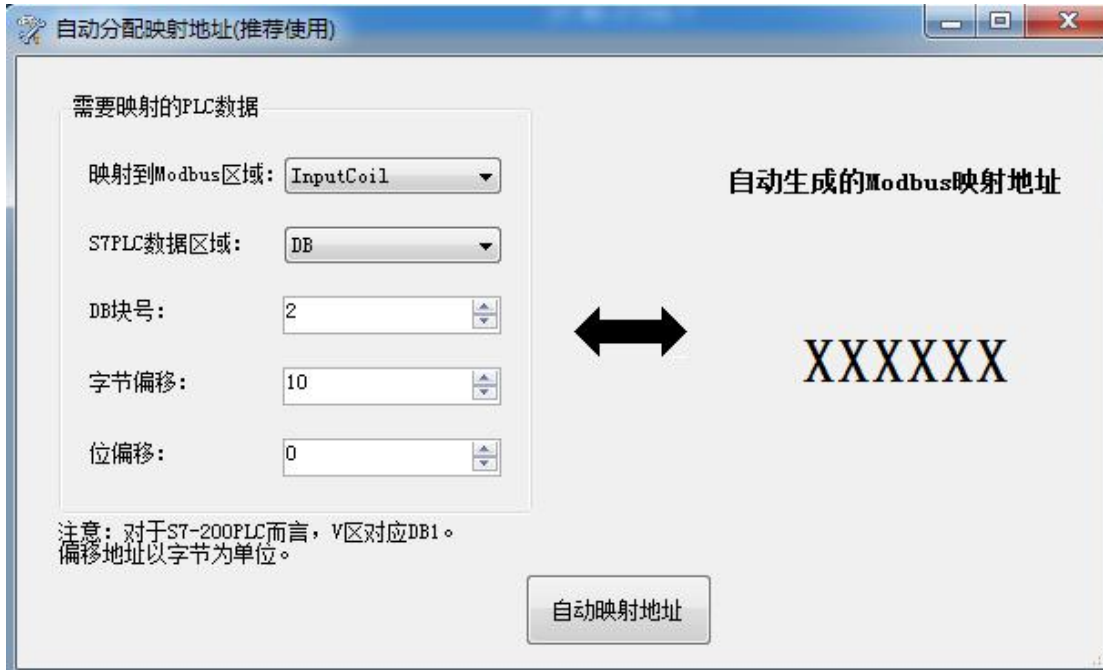 自动分配映射地址(推荐使用)
需要映射的PLC数据
映射到Modbus区域: InputCoil
S7PLC数据区域: DB
DB块号: 2
字节偏移: 10
位偏移: 0
注意: 对于S7-200PLC而言, V区对应DB1。
偏移地址以字节为单位。
自动生成的Modbus映射地址
XXXXXX
自动映射地址